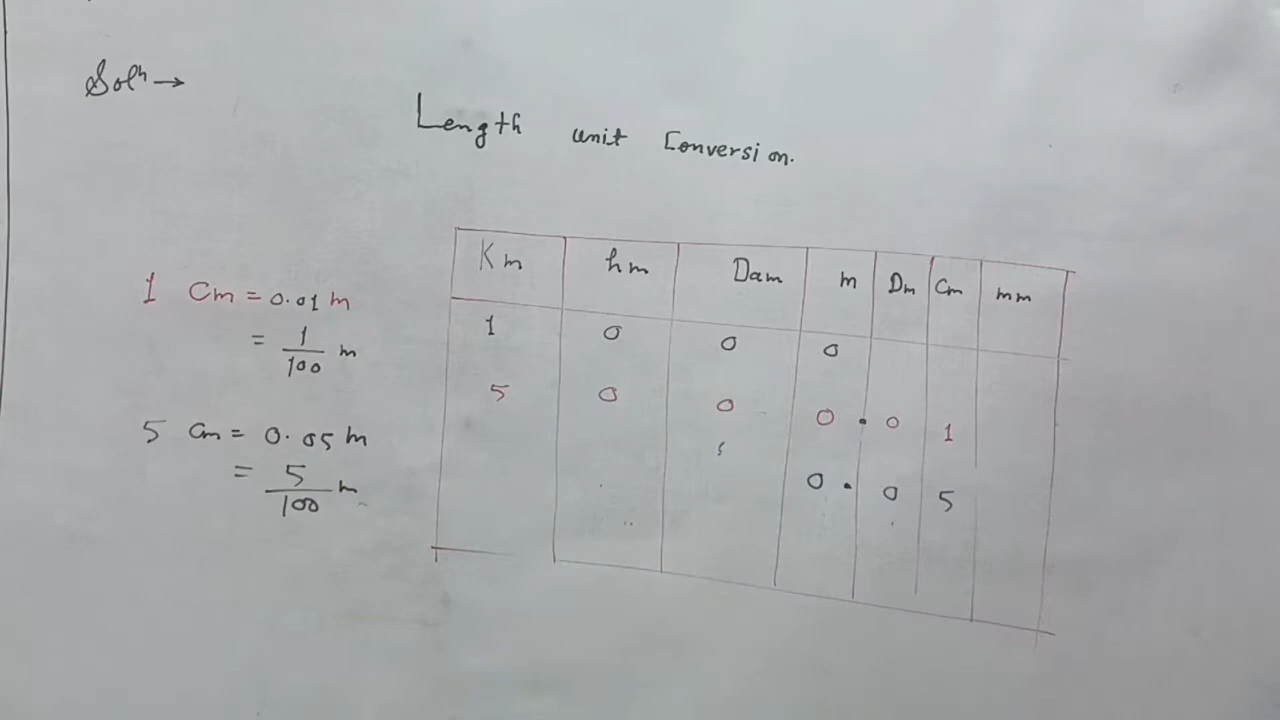 Solⁿ →
Length unit Conversion.
1 Cm = 0.01 m
= 1/100 m
5 Cm = 0.05 m
= 5/100 m
Km hm Dam m Dm Cm mm
1 0 0 0
5 0 0 0 . 0 1
0 . 0 5